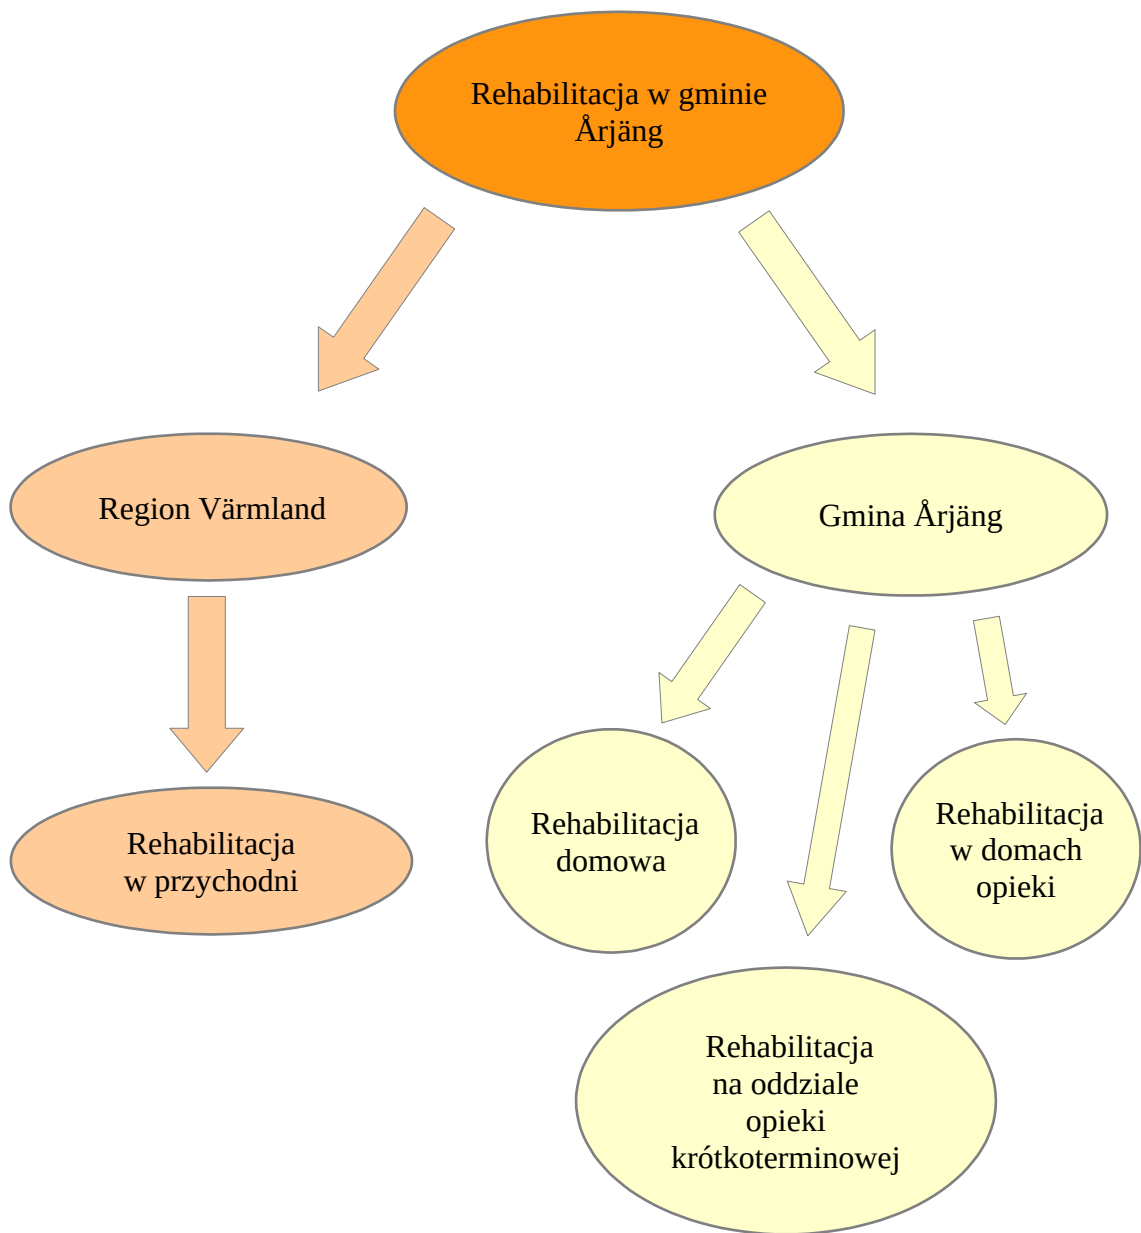 Rehabilitacja w gminie
Årjäng
Region Värmland
Gmina Årjäng
Rehabilitacja
w przychodni
Rehabilitacja
domowa
Rehabilitacja
w domach
opieki
Rehabilitacja
na oddziale
opieki
krótkoterminowej